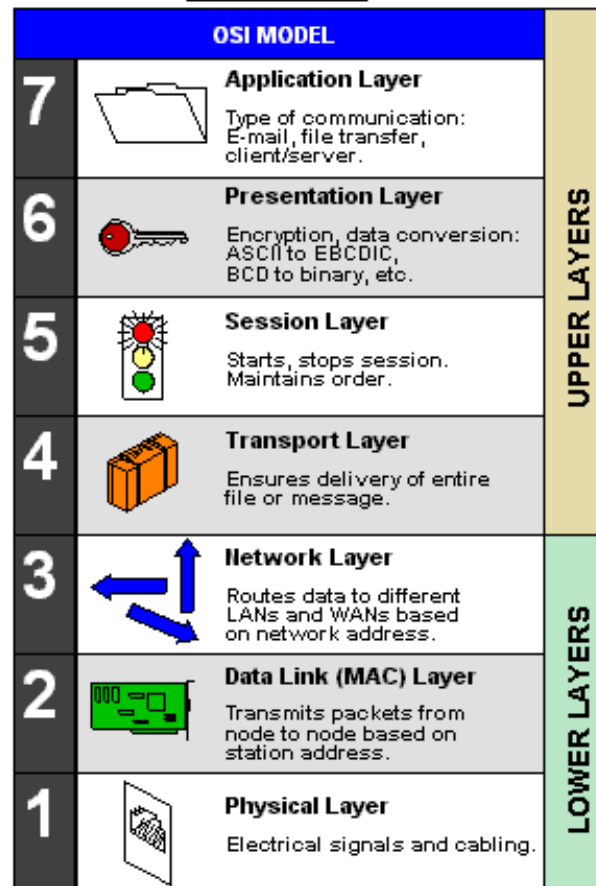 OSI MODEL
7
Application Layer
Type of communication:
E-mail, file transfer,
client/server.
6
Presentation Layer
Encryption, data conversion:
ASCII to EBCDIC,
BCD to binary, etc.
5
Session Layer
Starts, stops session.
Maintains order.
4
Transport Layer
Ensures delivery of entire
file or message.
UPPER LAYERS
3
Network Layer
Routes data to different
LANs and WANs based
on network address.
2
Data Link (MAC) Layer
Transmits packets from
node to node based on
station address.
1
Physical Layer
Electrical signals and cabling.
LOWER LAYERS